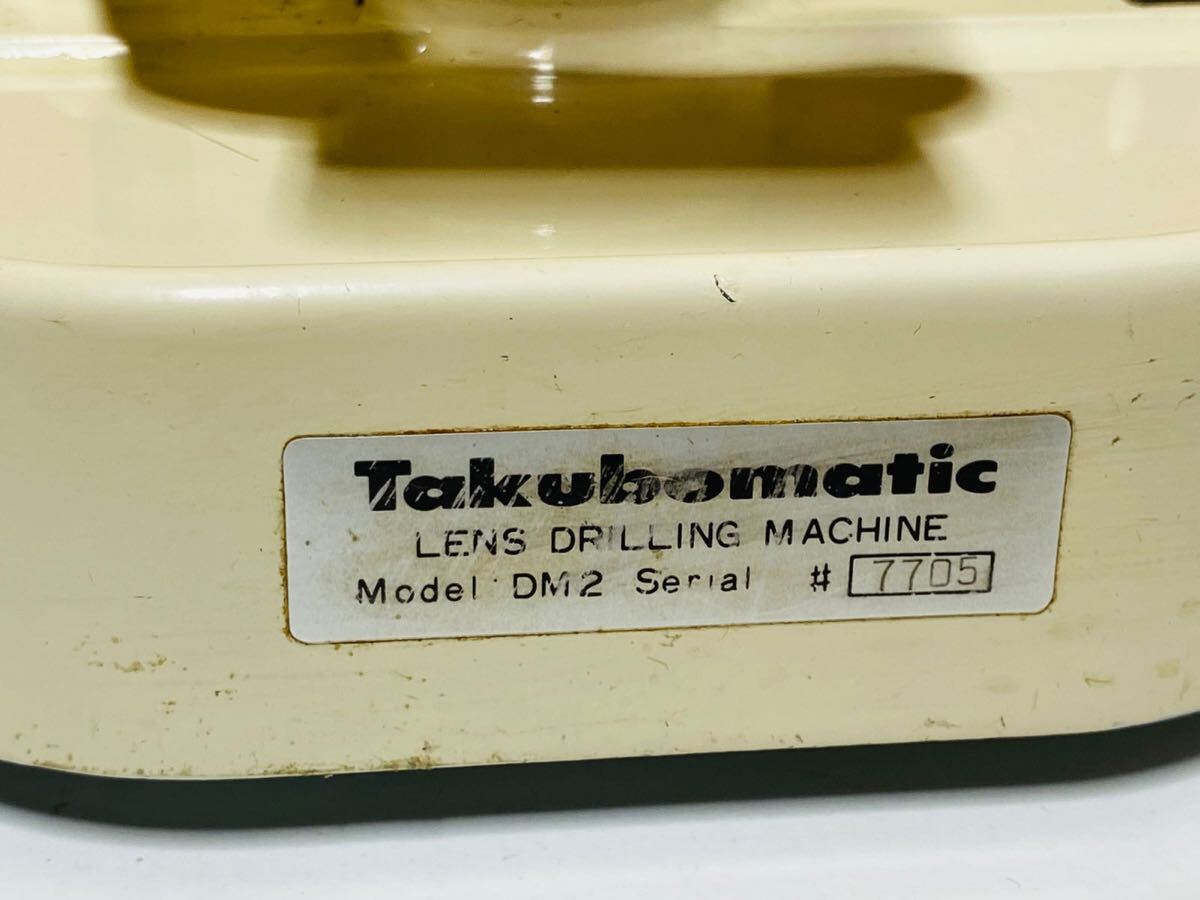 Takubomatic
LENS DRILLING MACHINE
Model DM2 Serial # 7705